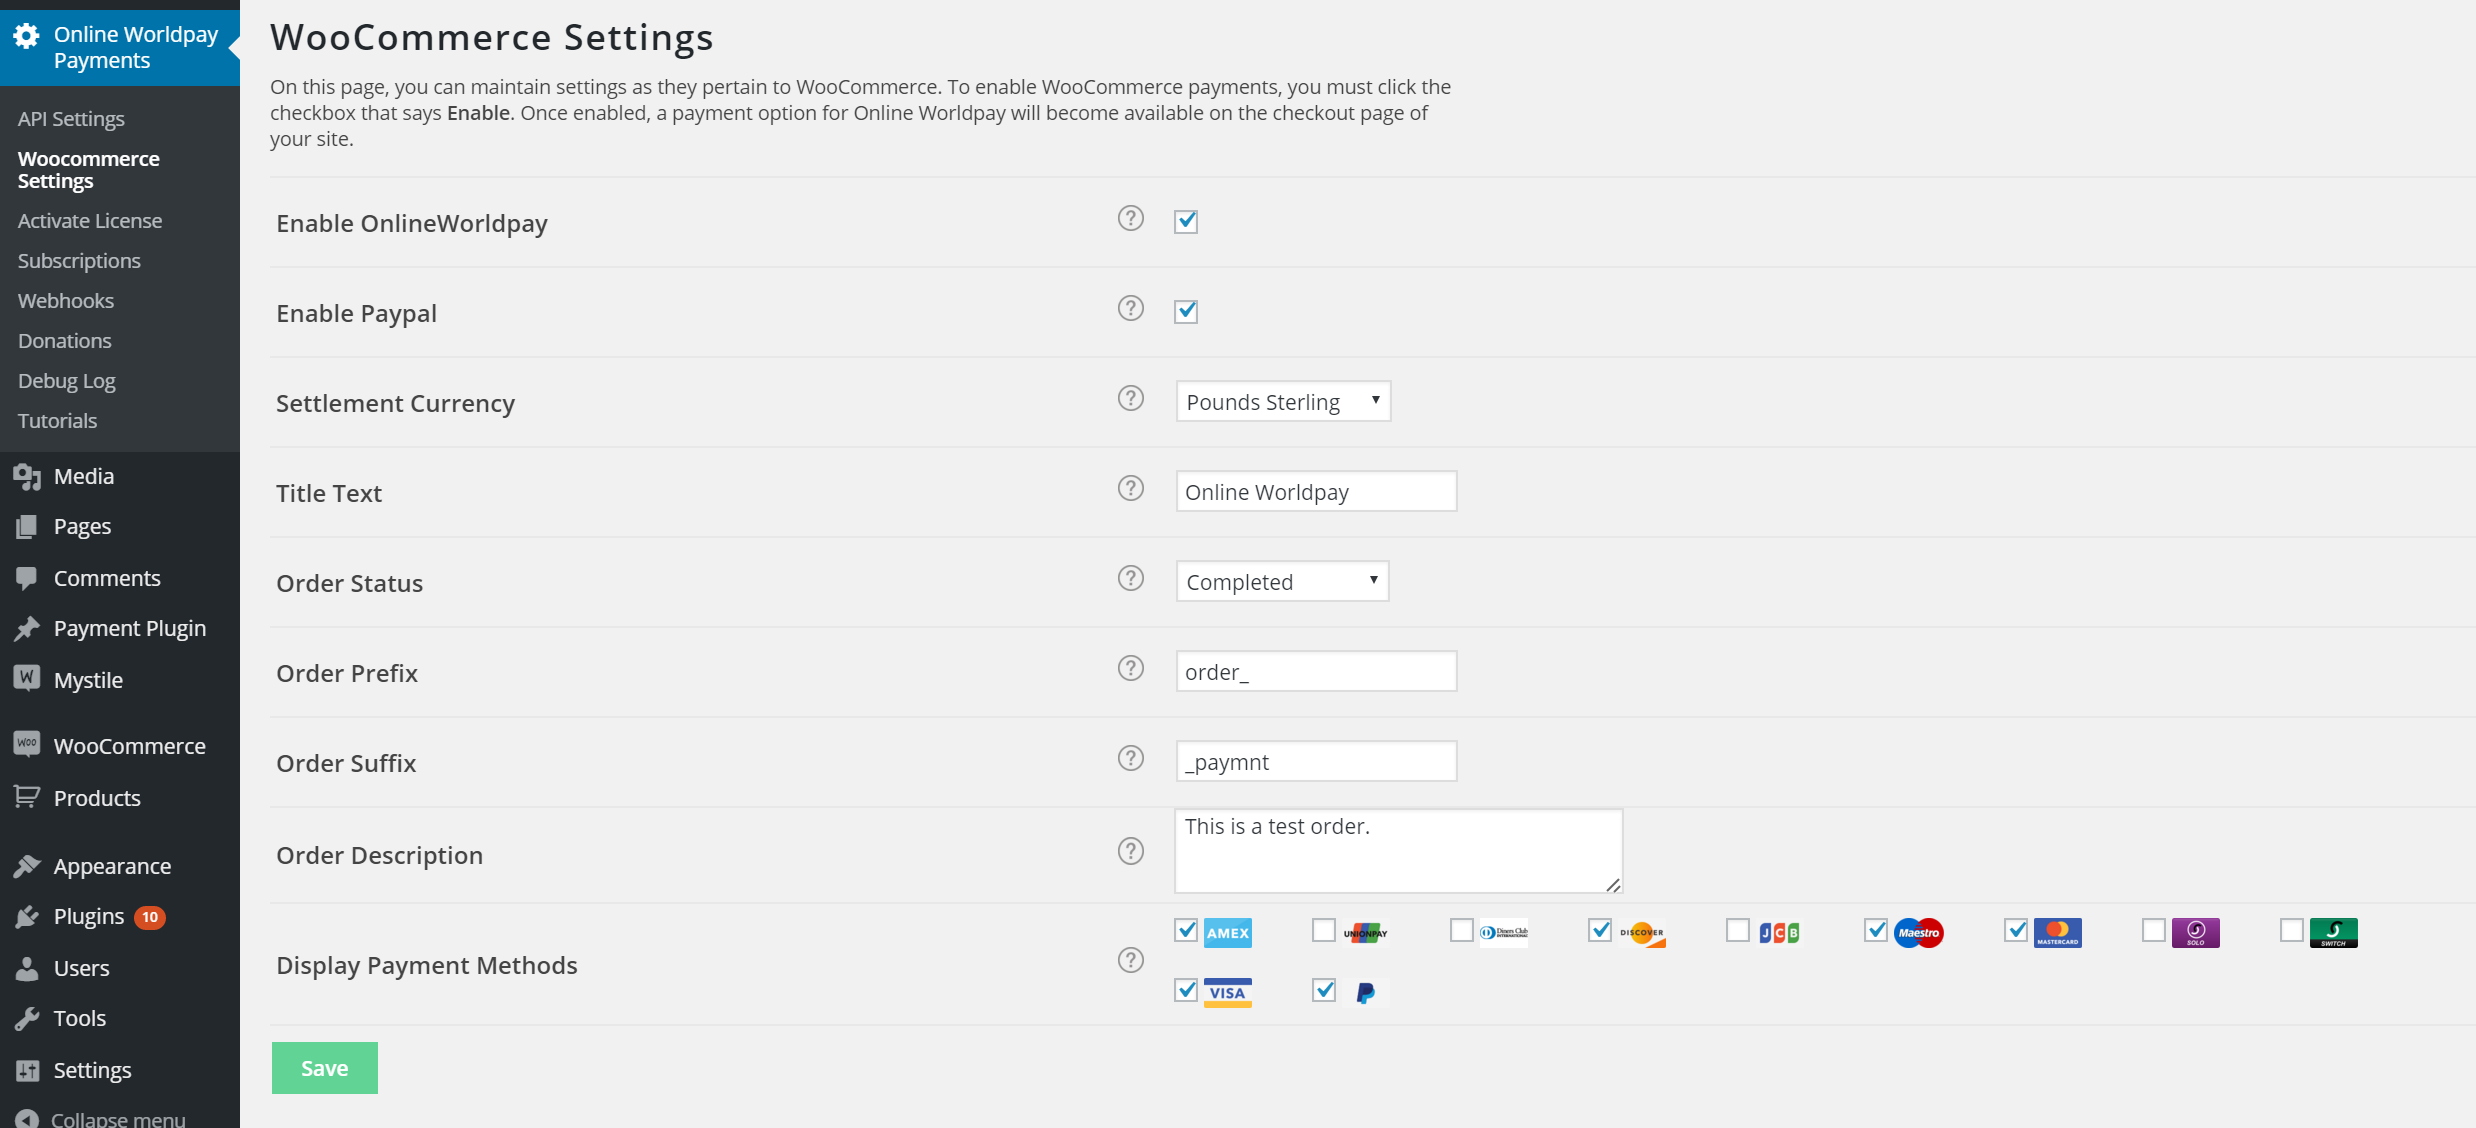 Online Worldpay
Payments
API Settings
Woocommerce
Settings
Activate License
Subscriptions
Webhooks
Donations
Debug Log
Tutorials
Media
Pages
Comments
Payment Plugin
W
Mystile
Woo
WooCommerce
Products
Appearance
Plugins 10
Users
Tools
Settings
Collapse menu
WooCommerce Settings
On this page, you can maintain settings as they pertain to WooCommerce. To enable WooCommerce payments, you must click the
checkbox that says Enable. Once enabled, a payment option for Online Worldpay will become available on the checkout page of
your site.
Enable OnlineWorldpay ?
Enable Paypal ?
Settlement Currency ? Pounds Sterling
Title Text ? Online Worldpay
Order Status ? Completed
Order Prefix ? order_
Order Suffix ? _paymnt
Order Description ? This is a test order.
Display Payment Methods ?
AMEX UNIONPAY Diners Club INTERNATIONAL DISCOVER JCB Maestro MASTERCARD SOLO SWITCH
VISA P
Save